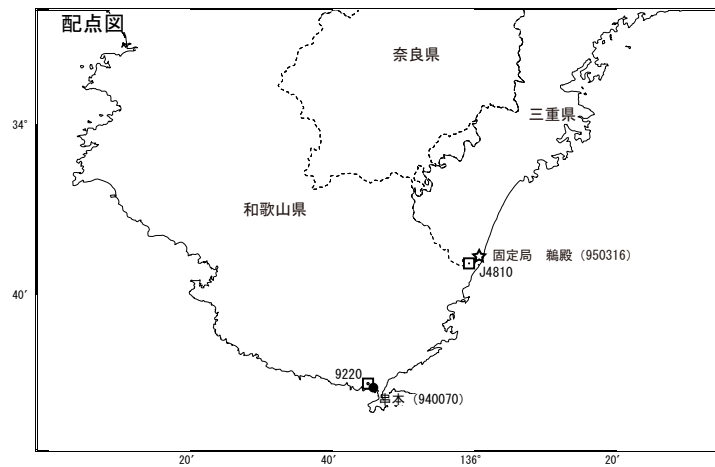 配点図
奈良県
三重県
34°
和歌山県
固定局 鵜殿（950316）
J4810
40′
9220
串本（940070）
20′ 40′ 136° 20′